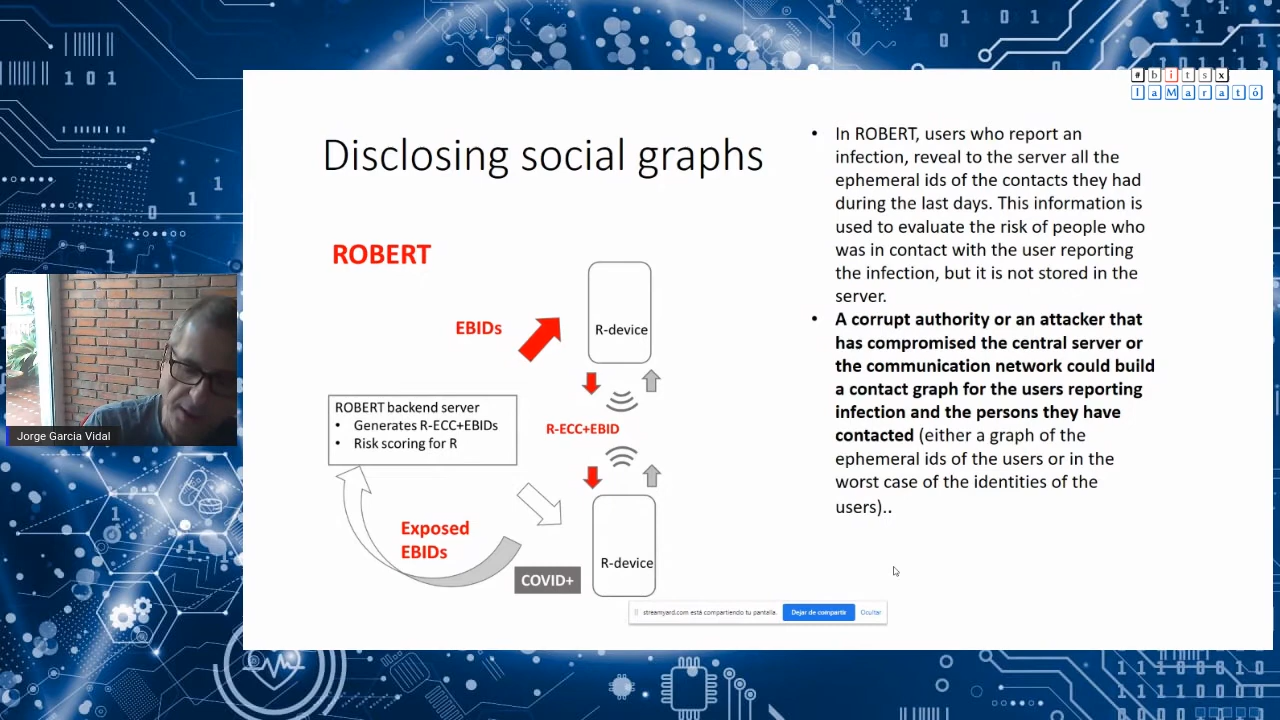 #bitsx
laMarató
Disclosing social graphs
ROBERT
EBIDs
R-device
ROBERT backend server
• Generates R-ECC+EBIDs
• Risk scoring for R
R-ECC+EBID
Exposed
EBIDs
COVID+
R-device
• In ROBERT, users who report an
infection, reveal to the server all the
ephemeral ids of the contacts they had
during the last days. This information is
used to evaluate the risk of people who
was in contact with the user reporting
the infection, but it is not stored in the
server.
• A corrupt authority or an attacker that
has compromised the central server or
the communication network could build
a contact graph for the users reporting
infection and the persons they have
contacted (either a graph of the
ephemeral ids of the users or in the
worst case of the identities of the
users)..
streamyard.com está compartiendo tu pantalla.
Dejar de compartir
Ocultar
Jorge Garcia Vidal